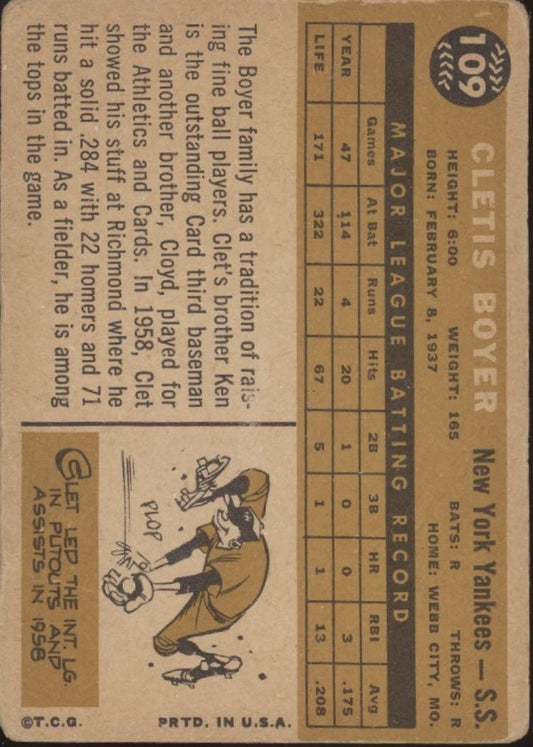 109
CLETIS BOYER New York Yankees — S.S.
HEIGHT: 6:00 WEIGHT: 165 BATS: R THROWS: R
BORN: FEBRUARY 8, 1937 HOME: WEBB CITY, MO.
MAJOR LEAGUE BATTING RECORD
Games At Bat Runs Hits 2B 3B HR RBI Avg
YEAR 47 114 4 20 1 0 0 3 .175
LIFE 171 322 22 67 5 1 1 13 .208
The Boyer family has a tradition of rais-
ing fine ball players. Clet's brother Ken
is the outstanding Card third baseman
and another brother, Cloyd, played for
the Athletics and Cards. In 1958, Clet
showed his stuff at Richmond where he
hit a solid .284 with 22 homers and 71
runs batted in. As a fielder, he is among
the tops in the game.
PLOP
CLET LED THE INT. LG.
IN PUTOUTS AND
ASSISTS IN 1958
©T.C.G. PRTD. IN U.S.A.